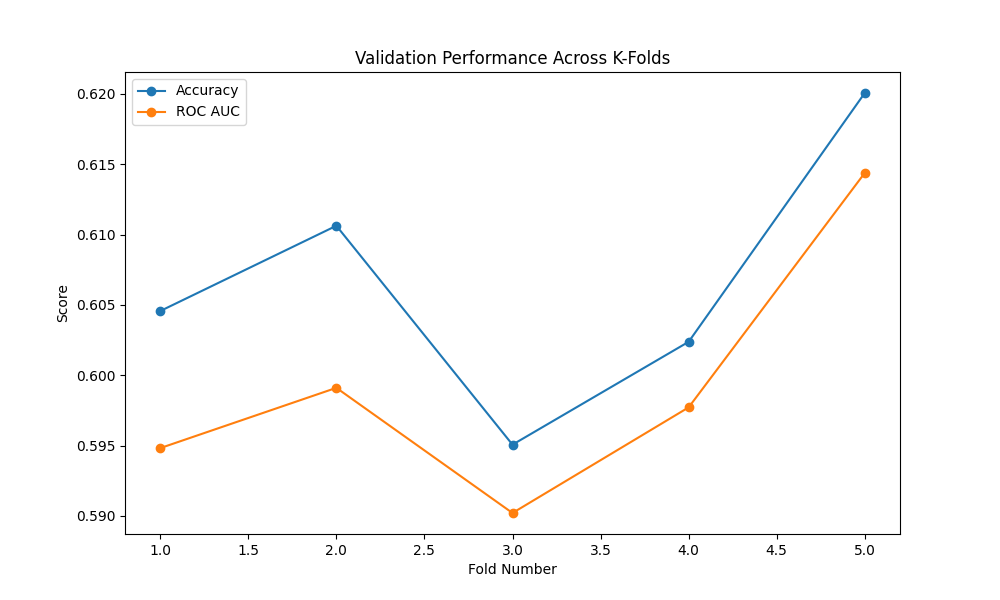 Validation Performance Across K-Folds
Accuracy
ROC AUC
Score
0.620
0.615
0.610
0.605
0.600
0.595
0.590
1.0 1.5 2.0 2.5 3.0 3.5 4.0 4.5 5.0
Fold Number